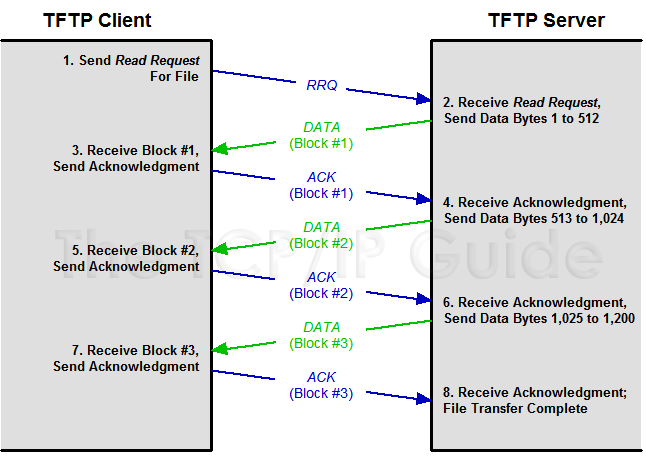 TFTP Client
TFTP Server
1. Send Read Request
For File
RRQ
2. Receive Read Request,
Send Data Bytes 1 to 512
DATA
(Block #1)
3. Receive Block #1,
Send Acknowledgment
ACK
(Block #1)
4. Receive Acknowledgment,
Send Data Bytes 513 to 1,024
DATA
(Block #2)
The TCP/IP Guide
5. Receive Block #2,
Send Acknowledgment
ACK
(Block #2)
6. Receive Acknowledgment,
Send Data Bytes 1,025 to 1,200
DATA
(Block #3)
7. Receive Block #3,
Send Acknowledgment
ACK
(Block #3)
8. Receive Acknowledgment;
File Transfer Complete